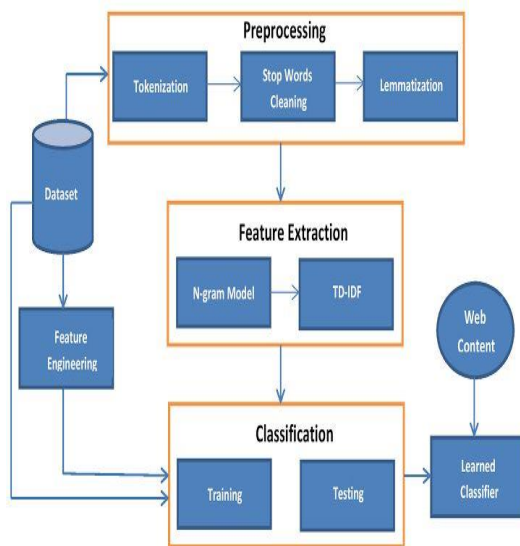 Preprocessing
Tokenization
Stop Words
Cleaning
Lemmatization
Dataset
Feature Extraction
N-gram Model
TD-IDF
Web
Content
Feature
Engineering
Classification
Training
Testing
Learned
Classifier